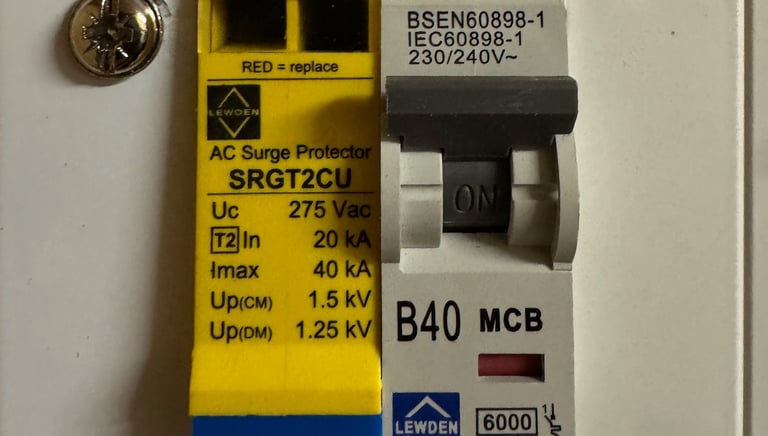 RED = replace
LEWDEN
AC Surge Protector
SRGT2CU
Uc 275 Vac
T2 In 20 kA
Imax 40 kA
Up(CM) 1.5 kV
Up(DM) 1.25 kV
BSEN60898-1
IEC60898-1
230/240V~
ON
B40 MCB
LEWDEN
6000